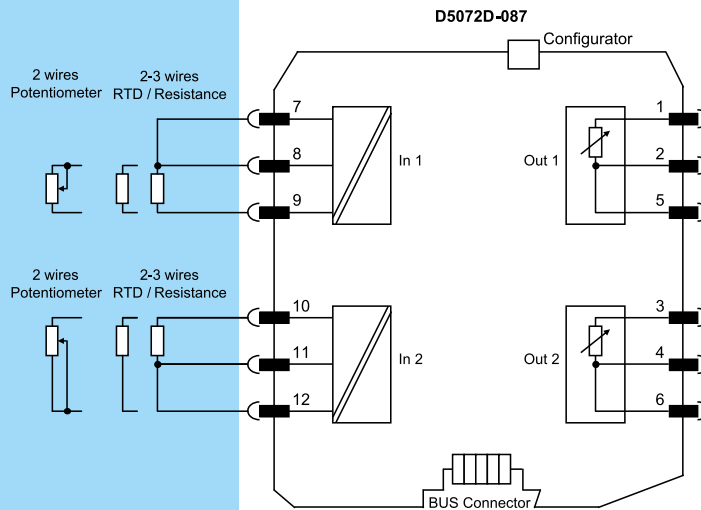 D5072D-087
Configurator
2 wires
Potentiometer
2-3 wires
RTD / Resistance
7
8
9
In 1
Out 1
1
2
5
2 wires
Potentiometer
2-3 wires
RTD / Resistance
10
11
12
In 2
Out 2
3
4
6
BUS Connector